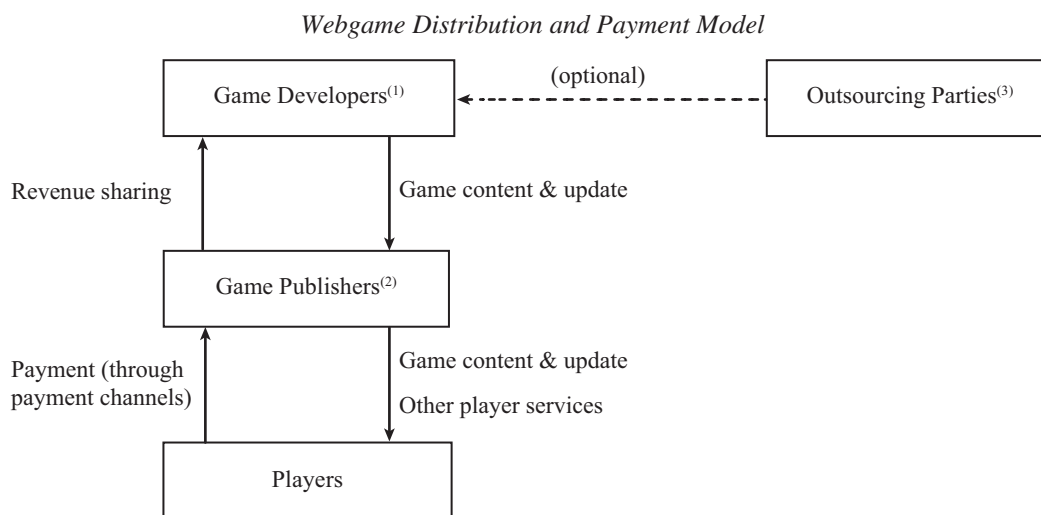 Webgame Distribution and Payment Model
(optional)
Game Developers(1)
Outsourcing Parties(3)
Revenue sharing
Game content & update
Game Publishers(2)
Payment (through
payment channels)
Game content & update
Other player services
Players